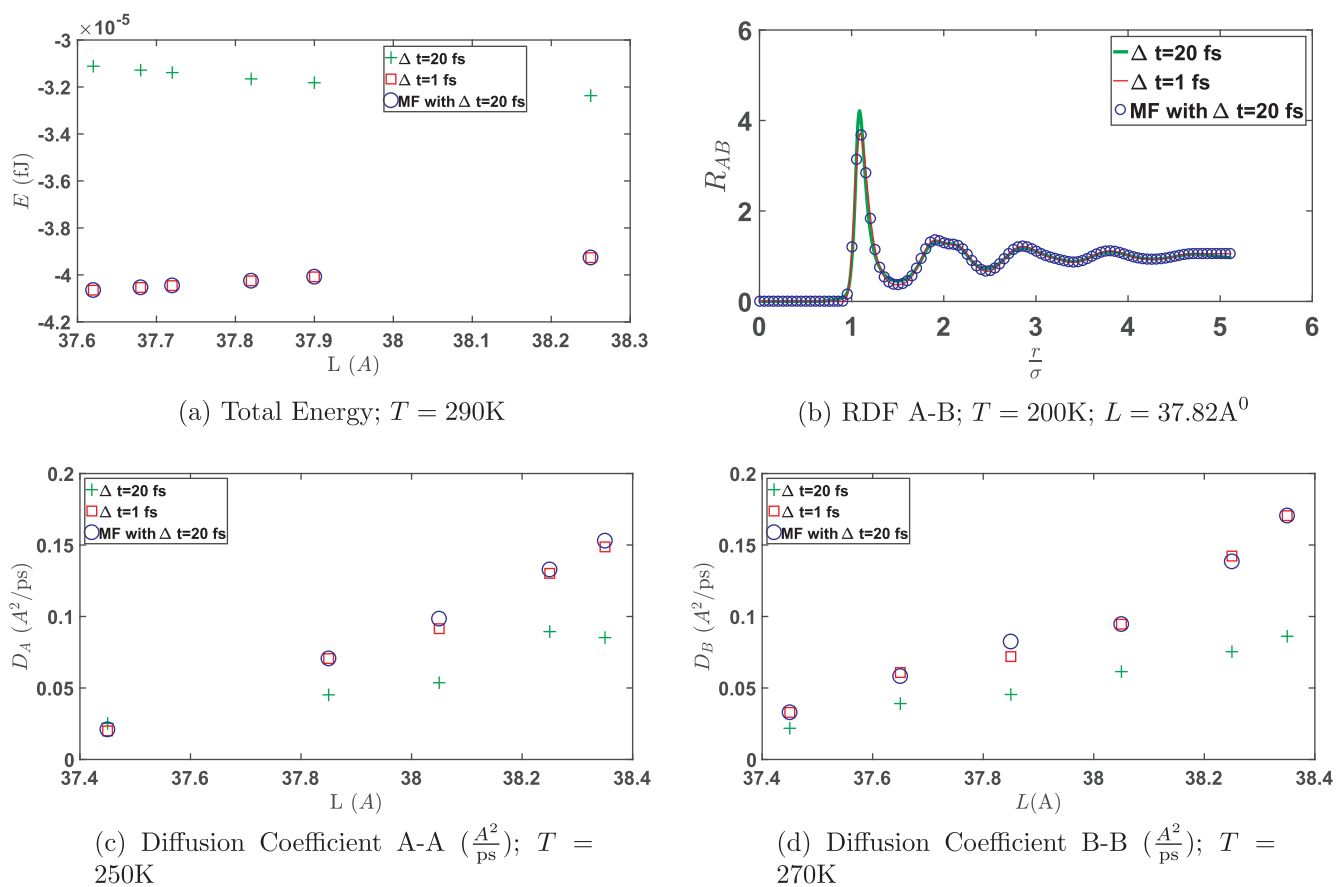 ×10⁻⁵
-3
-3.2
-3.4
-3.6
-3.8
-4
-4.2
E (fJ)
37.6 37.7 37.8 37.9 38 38.1 38.2 38.3
L (A)
Δ t=20 fs
Δ t=1 fs
MF with Δ t=20 fs
(a) Total Energy; T = 290K
6
4
2
0
R_AB
0 1 2 3 4 5 6
r/σ
Δ t=20 fs
Δ t=1 fs
MF with Δ t=20 fs
(b) RDF A-B; T = 200K; L = 37.82A⁰
0.2
0.15
0.1
0.05
0
D_A (A²/ps)
37.4 37.6 37.8 38 38.2 38.4
L (A)
Δ t=20 fs
Δ t=1 fs
MF with Δ t=20 fs
(c) Diffusion Coefficient A-A (A²/ps); T =
250K
0.2
0.15
0.1
0.05
0
D_B (A²/ps)
37.4 37.6 37.8 38 38.2 38.4
L(A)
Δ t=20 fs
Δ t=1 fs
MF with Δ t=20 fs
(d) Diffusion Coefficient B-B (A²/ps); T =
270K